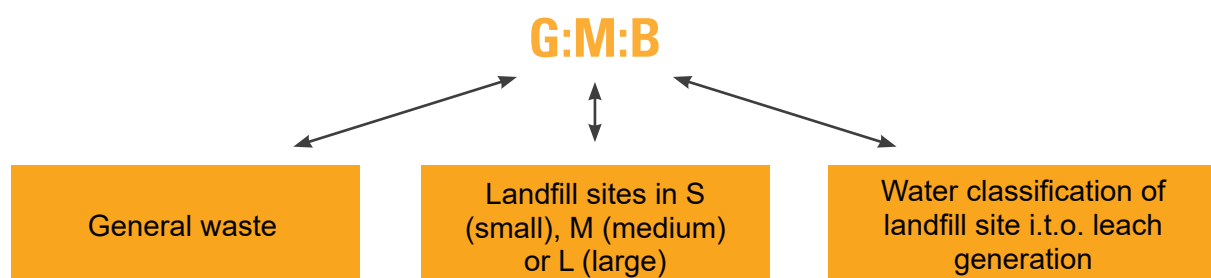 G:M:B
General waste
Landfill sites in S
(small), M (medium)
or L (large)
Water classification of
landfill site i.t.o. leach
generation